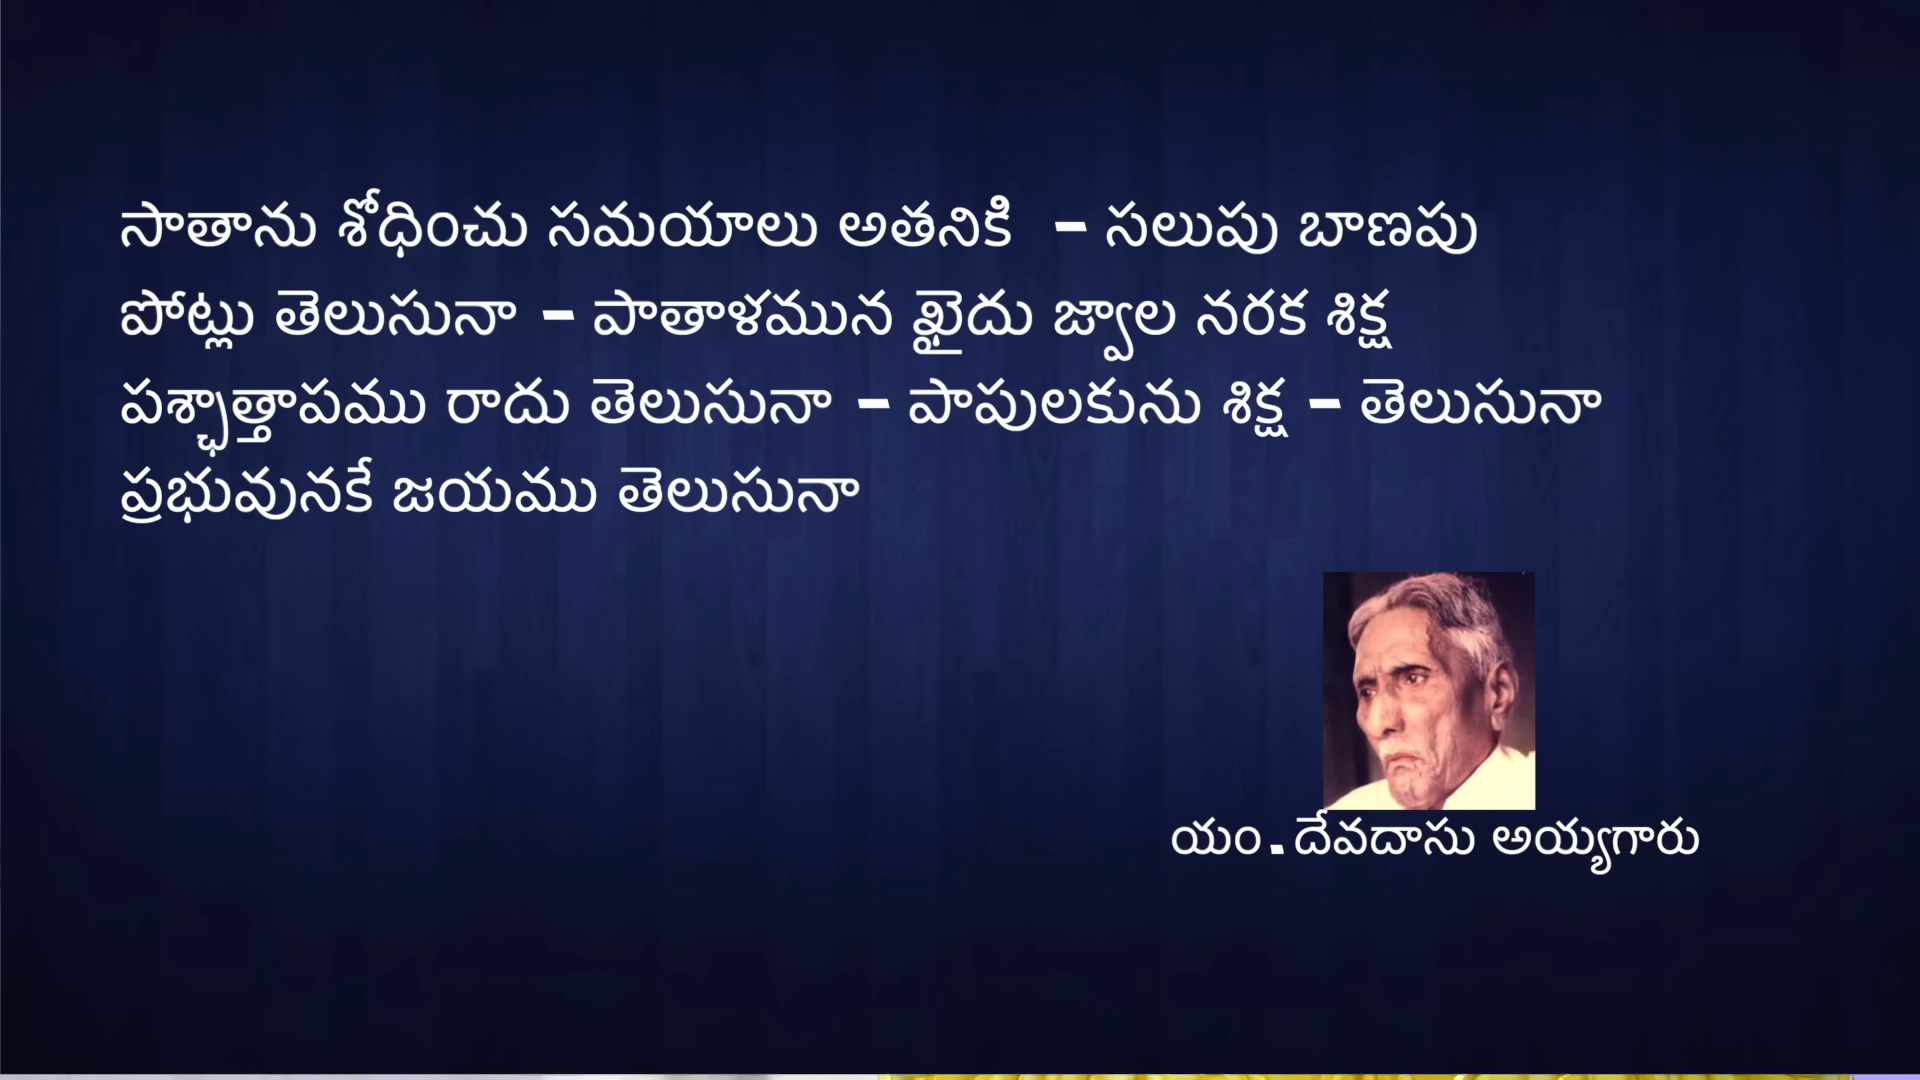 సాతాను శోధించు సమయాలు అతనికి - సలుపు బాణపు
పోట్లు తెలుసునా - పాతాళమున ఖైదు జ్వాల నరక శిక్ష
పశ్ఛాత్తాపము రాదు తెలుసునా - పాపులకును శిక్ష - తెలుసునా
ప్రభువునకే జయము తెలుసునా
యం.దేవదాసు అయ్యగారు